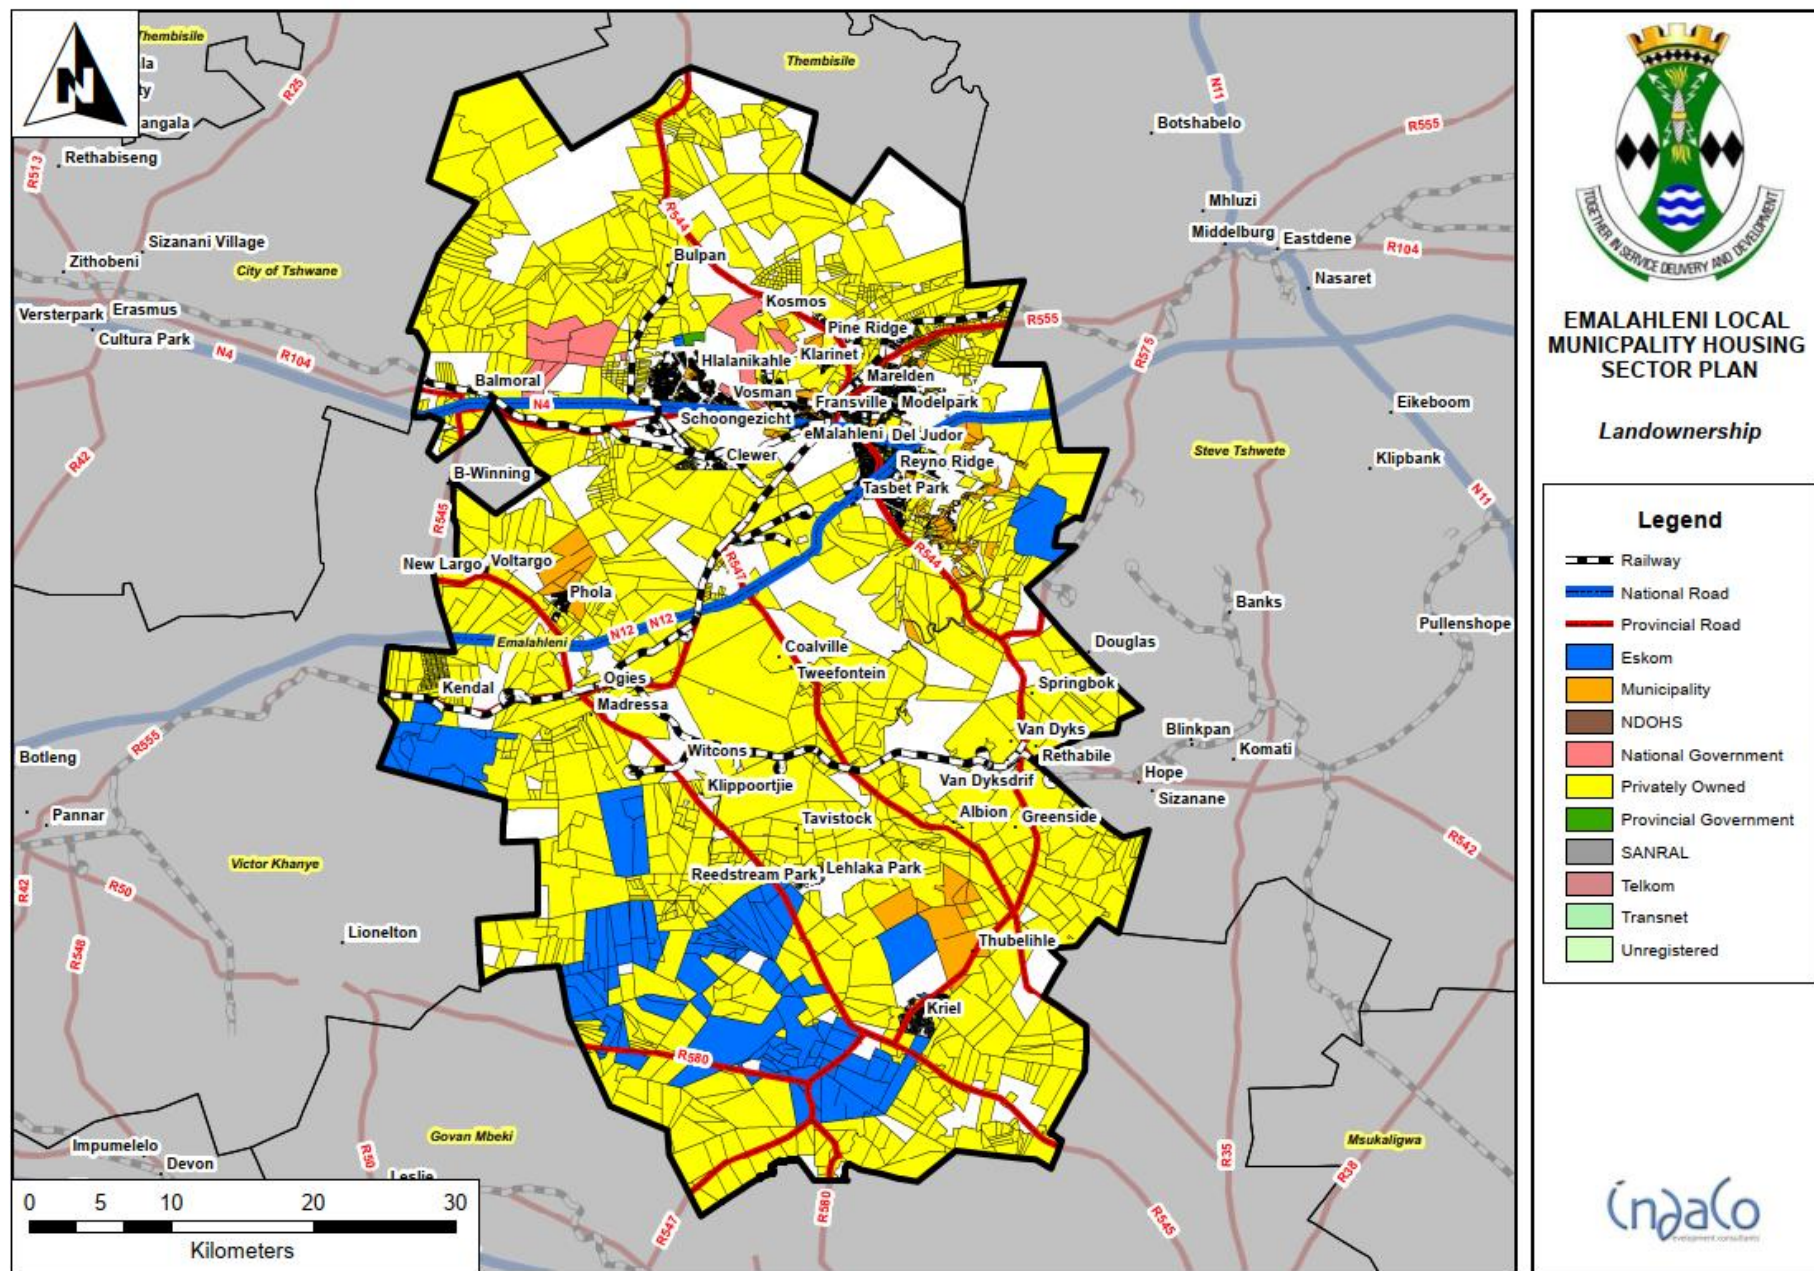 Thembisile
la
ty
angala
N
R25
Thembisile
N11
Botshabelo
R555
R513
Rethabiseng
Mhluzi
Middelburg
Eastdene
R104
Nasaret
Sizanani Village
Zithobeni
City of Tshwane
R544
Bulpan
Versterpark
Erasmus
Cultura Park
N4
R104
Kosmos
Pine Ridge
R555
R575
Hlalanikahle
Klarinet
Balmoral
Marelden
N4
Vosman
Fransville
Modelpark
Eikeboom
Schoongezicht
eMalahleni
Del Judor
R42
Clewer
Reyno Ridge
Steve Tshwete
Klipbank
B-Winning
Tasbet Park
N11
R545
New Largo
Voltargo
R547
R544
Phola
Banks
Pullenshope
Emalahleni
N12
N12
Coalville
Douglas
Kendal
Ogies
Tweefontein
Springbok
Madressa
Van Dyks
Blinkpan
Botleng
R555
Witcons
Rethabile
Komati
Klippoortjie
Van Dyksdrif
Hope
Sizanane
Pannar
Tavistock
Albion
Greenside
R542
Victor Khanye
Reedstream Park
Lehlaka Park
R42
R50
Lionelton
R548
Thubelihle
Kriel
R580
Impumelelo
Devon
Govan Mbeki
R50
Leslie
Msukaligwa
R35
R38
R547
R580
R545
0 5 10 20 30
Kilometers
TOGETHER IN SERVICE DELIVERY AND DEVELOPMENT
EMALAHLENI LOCAL
MUNICPALITY HOUSING
SECTOR PLAN
Landownership
Legend
Railway
National Road
Provincial Road
Eskom
Municipality
NDOHS
National Government
Privately Owned
Provincial Government
SANRAL
Telkom
Transnet
Unregistered
indaco
development consultants